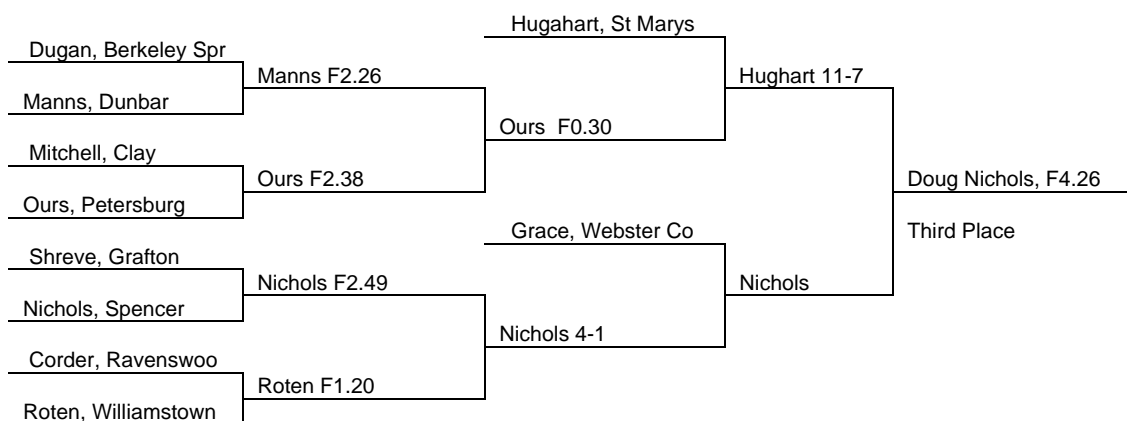 Hugahart, St Marys
Dugan, Berkeley Spr
Manns F2.26
Hughart 11-7
Manns, Dunbar
Ours F0.30
Mitchell, Clay
Ours F2.38
Doug Nichols, F4.26
Ours, Petersburg
Grace, Webster Co
Third Place
Shreve, Grafton
Nichols F2.49
Nichols
Nichols, Spencer
Nichols 4-1
Corder, Ravenswoo
Roten F1.20
Roten, Williamstown